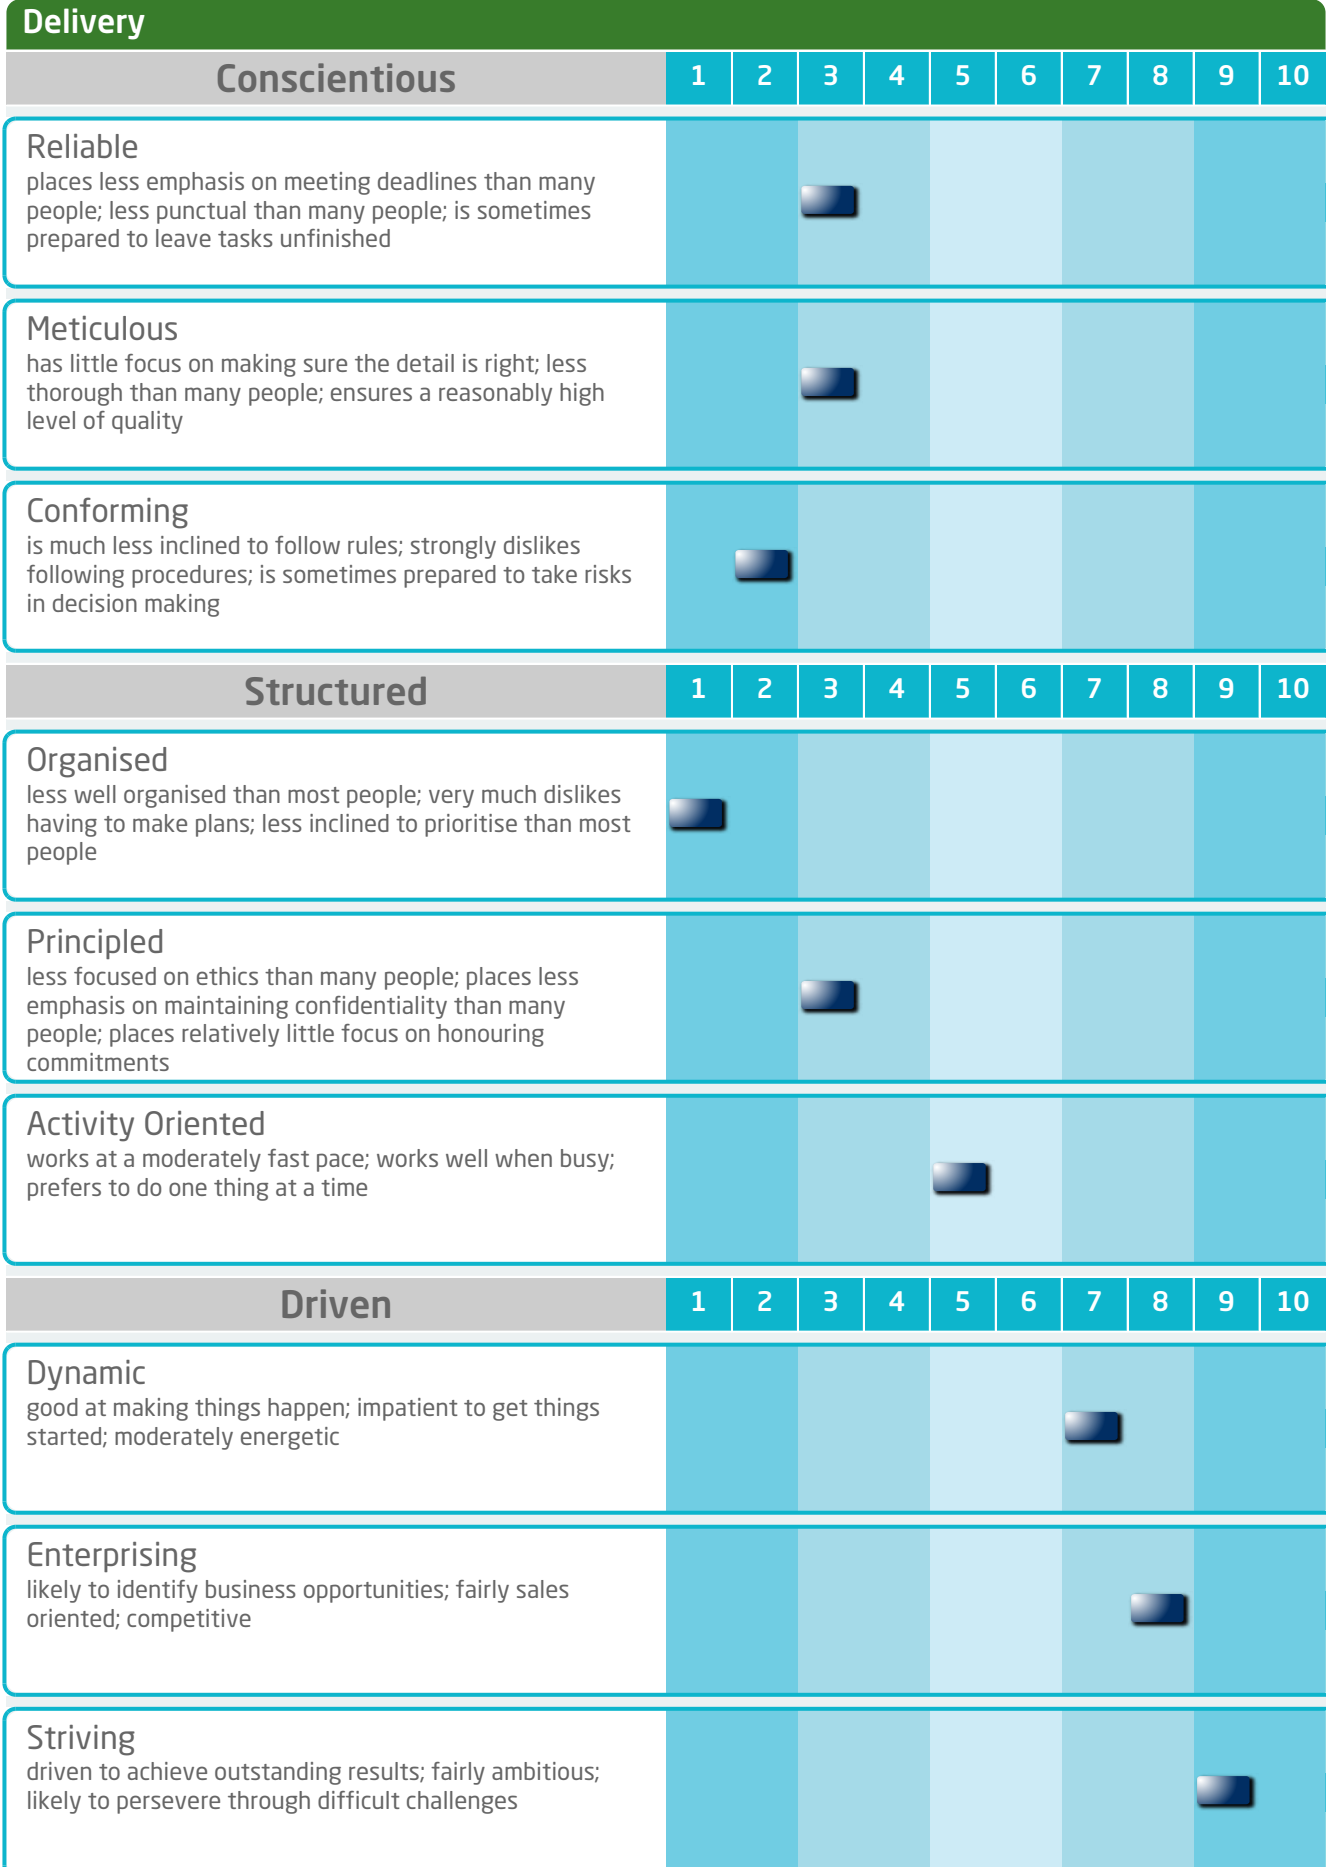 Delivery
Conscientious 1 2 3 4 5 6 7 8 9 10
Reliable
places less emphasis on meeting deadlines than many
people; less punctual than many people; is sometimes
prepared to leave tasks unfinished
Meticulous
has little focus on making sure the detail is right; less
thorough than many people; ensures a reasonably high
level of quality
Conforming
is much less inclined to follow rules; strongly dislikes
following procedures; is sometimes prepared to take risks
in decision making
Structured 1 2 3 4 5 6 7 8 9 10
Organised
less well organised than most people; very much dislikes
having to make plans; less inclined to prioritise than most
people
Principled
less focused on ethics than many people; places less
emphasis on maintaining confidentiality than many
people; places relatively little focus on honouring
commitments
Activity Oriented
works at a moderately fast pace; works well when busy;
prefers to do one thing at a time
Driven 1 2 3 4 5 6 7 8 9 10
Dynamic
good at making things happen; impatient to get things
started; moderately energetic
Enterprising
likely to identify business opportunities; fairly sales
oriented; competitive
Striving
driven to achieve outstanding results; fairly ambitious;
likely to persevere through difficult challenges